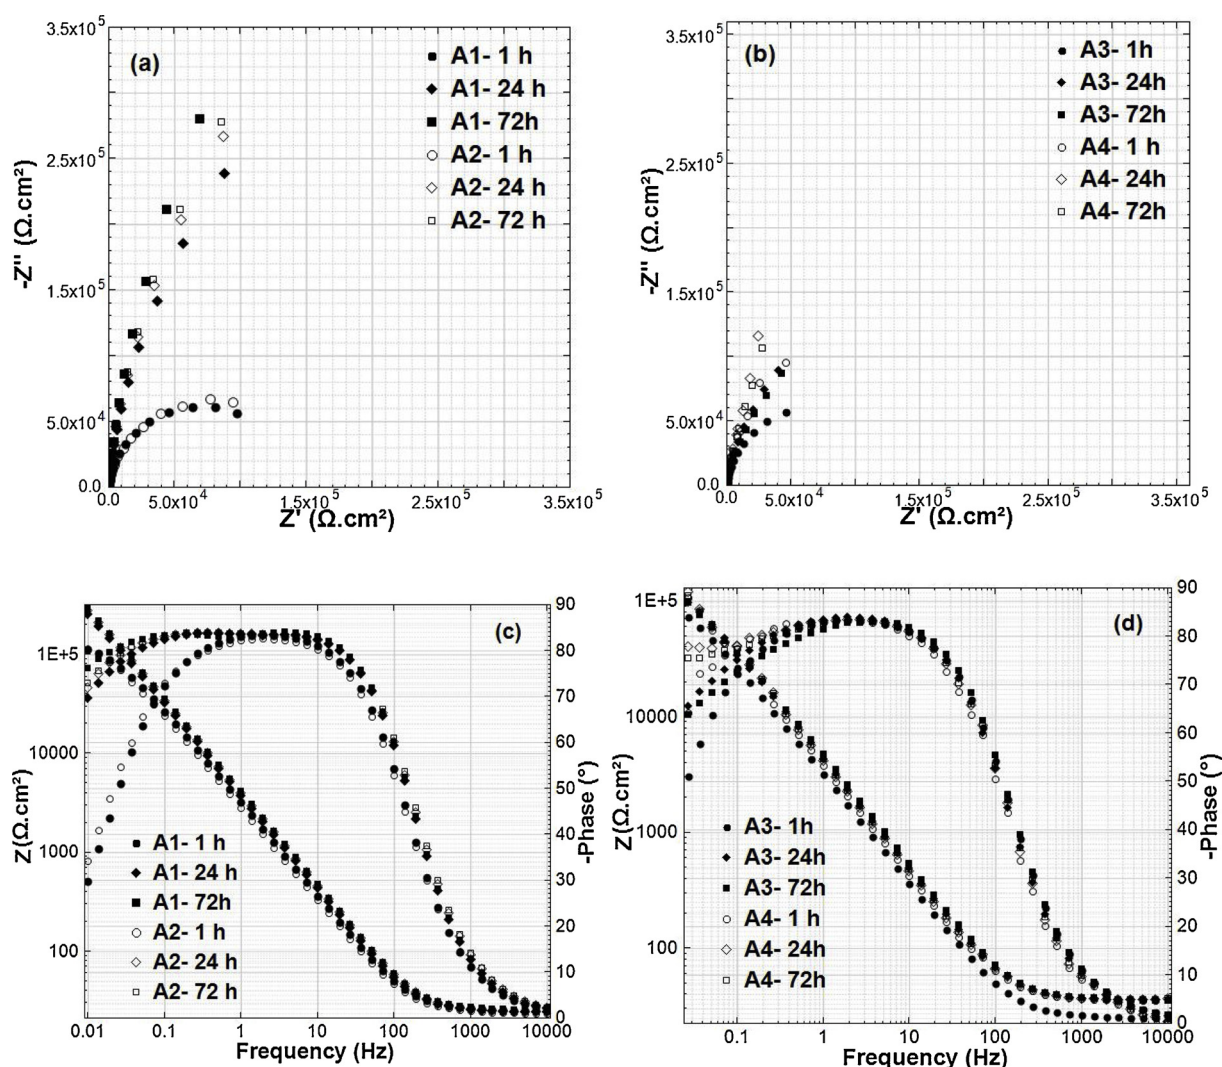 (a)
3.5x10⁵
2.5x10⁵
1.5x10⁵
5.0x10⁴
0.0
-Z'' (Ω.cm²)
A1- 1 h
A1- 24 h
A1- 72h
A2- 1 h
A2- 24 h
A2- 72 h
5.0x10⁴
1.5x10⁵
2.5x10⁵
3.5x10⁵
Z' (Ω.cm²)
(b)
3.5x10⁵
2.5x10⁵
1.5x10⁵
5.0x10⁴
0.0
-Z'' (Ω.cm²)
A3- 1h
A3- 24h
A3- 72h
A4- 1 h
A4- 24h
A4- 72h
5.0x10⁴
1.5x10⁵
2.5x10⁵
3.5x10⁵
Z' (Ω.cm²)
(c)
1E+5
10000
1000
100
Z(Ω.cm²)
A1- 1 h
A1- 24 h
A1- 72h
A2- 1 h
A2- 24 h
A2- 72 h
90
80
70
60
50
40
30
20
10
0
-Phase (°)
0.01
0.1
1
10
100
1000
10000
Frequency (Hz)
(d)
1E+5
10000
1000
100
Z(Ω.cm²)
A3- 1h
A3- 24h
A3- 72h
A4- 1 h
A4- 24h
A4- 72h
90
80
70
60
50
40
30
20
10
0
-Phase (°)
0.1
1
10
100
1000
10000
Frequency (Hz)